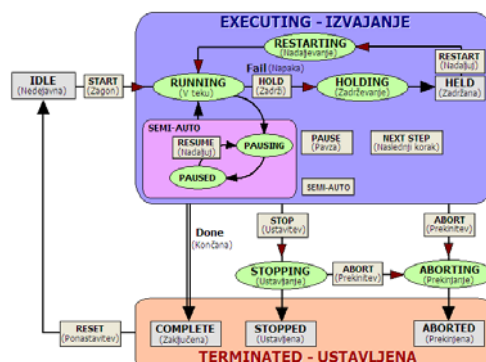 EXECUTING - IZVAJANJE
RESTARTING
(Nadaljevanje)
RESTART
(Nadaljuj)
IDLE
(Nedejavna)
START
(Zagon)
RUNNING
(V teku)
Fail (Napaka)
HOLD
(Zadrži)
HOLDING
(Zadrževanje)
HELD
(Zadržana)
SEMI-AUTO
RESUME
(Nadaljuj)
PAUSING
PAUSED
PAUSE
(Pavza)
NEXT STEP
(Naslednji korak)
SEMI-AUTO
Done
(Končana)
STOP
(Ustavitev)
ABORT
(Prekinitev)
STOPPING
(Ustavljanje)
ABORT
(Prekinitev)
ABORTING
(Prekinjanje)
RESET
(Ponastavitev)
COMPLETE
(Zaključena)
STOPPED
(Ustavljena)
ABORTED
(Prekinjena)
TERMINATED - USTAVLJENA